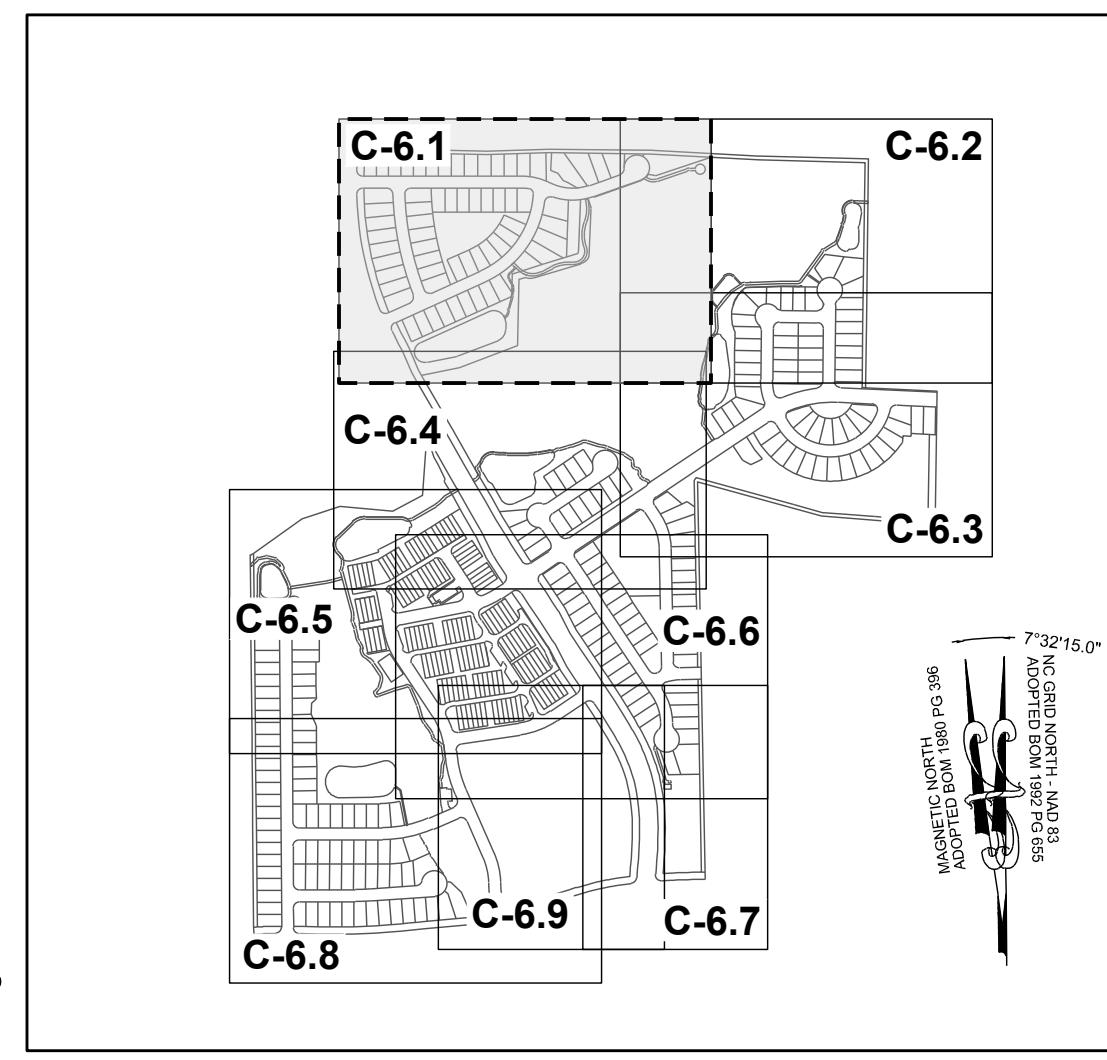 C-6.1
C-6.2
C-6.4
C-6.3
C-6.5
C-6.6
7°32'15.0"
MAGNETIC NORTH
ADOPTED BOM 1980 PG 396
NC GRID NORTH - NAD 83
ADOPTED BOM 1992 PG 655
C-6.9
C-6.7
C-6.8